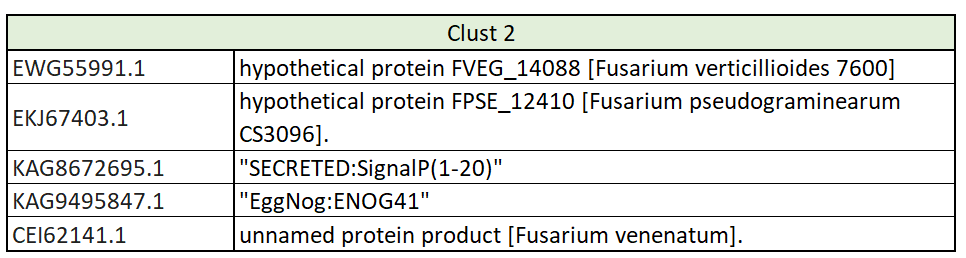 Clust 2
EWG55991.1 hypothetical protein FVEG_14088 [Fusarium verticillioides 7600]
EKJ67403.1 hypothetical protein FPSE_12410 [Fusarium pseudograminearum
CS3096].
KAG8672695.1 "SECRETED:SignalP(1-20)"
KAG9495847.1 "EggNog:ENOG41"
CEI62141.1 unnamed protein product [Fusarium venenatum].